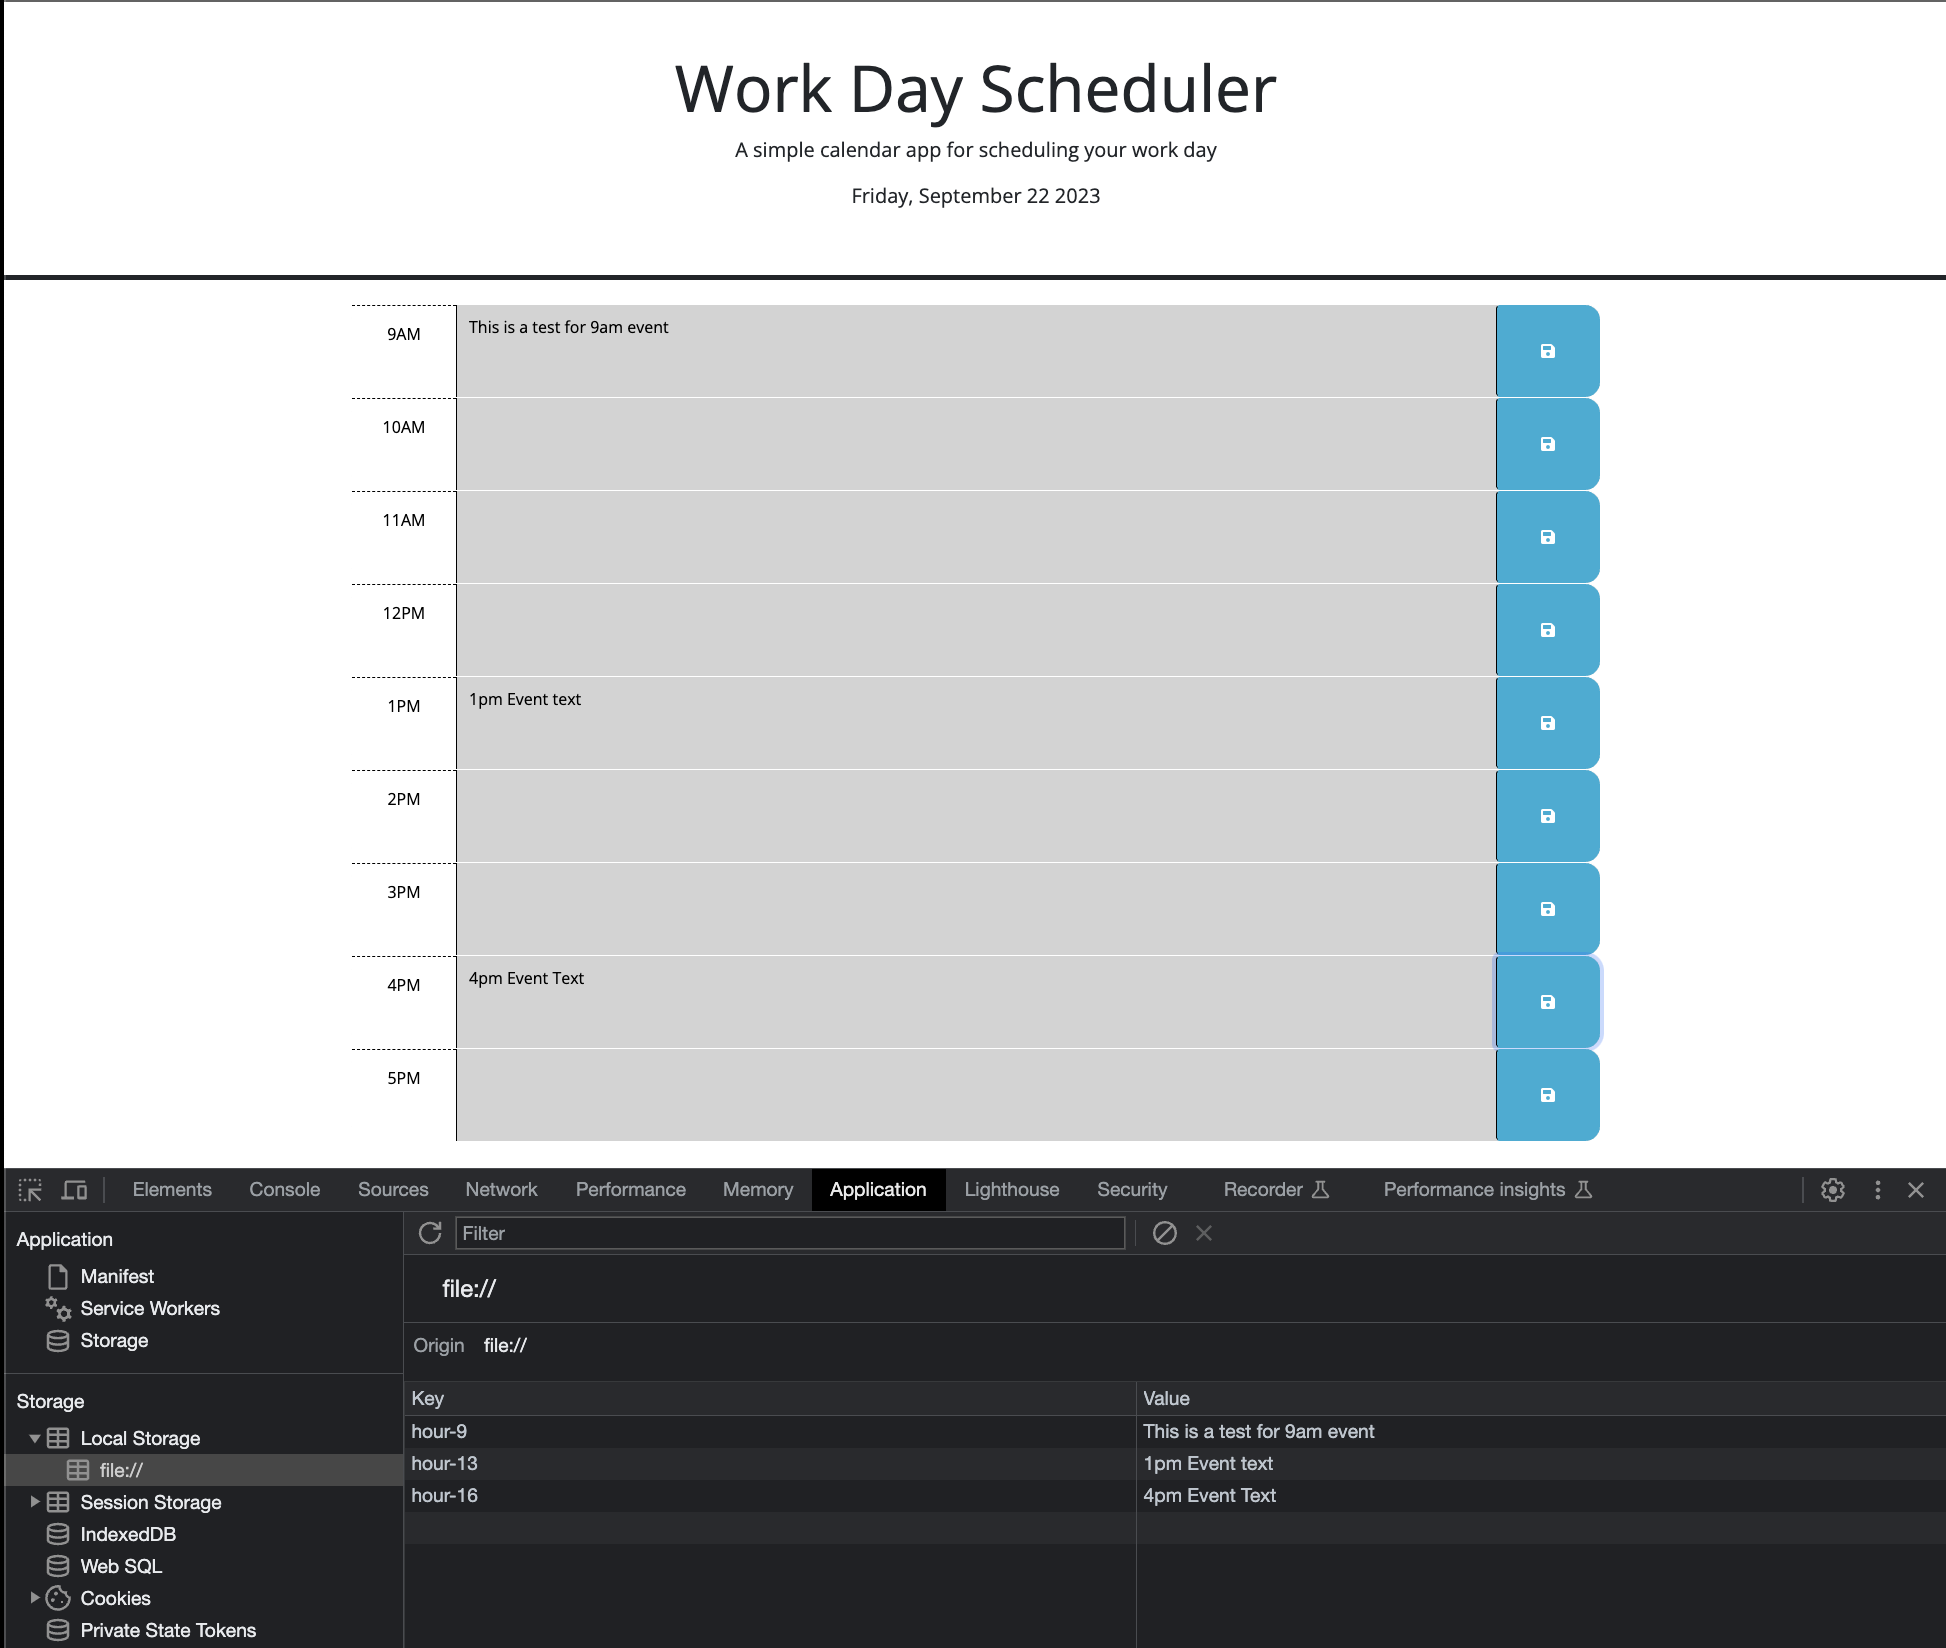 Work Day Scheduler
A simple calendar app for scheduling your work day
Friday, September 22 2023
9AM This is a test for 9am event
10AM
11AM
12PM
1PM 1pm Event text
2PM
3PM
4PM 4pm Event Text
5PM
Elements Console Sources Network Performance Memory Application Lighthouse Security Recorder Performance insights
Application
Manifest
Service Workers
Storage
Storage
Local Storage
file://
Session Storage
IndexedDB
Web SQL
Cookies
Private State Tokens
Filter
file://
Origin file://
Key Value
hour-9 This is a test for 9am event
hour-13 1pm Event text
hour-16 4pm Event Text